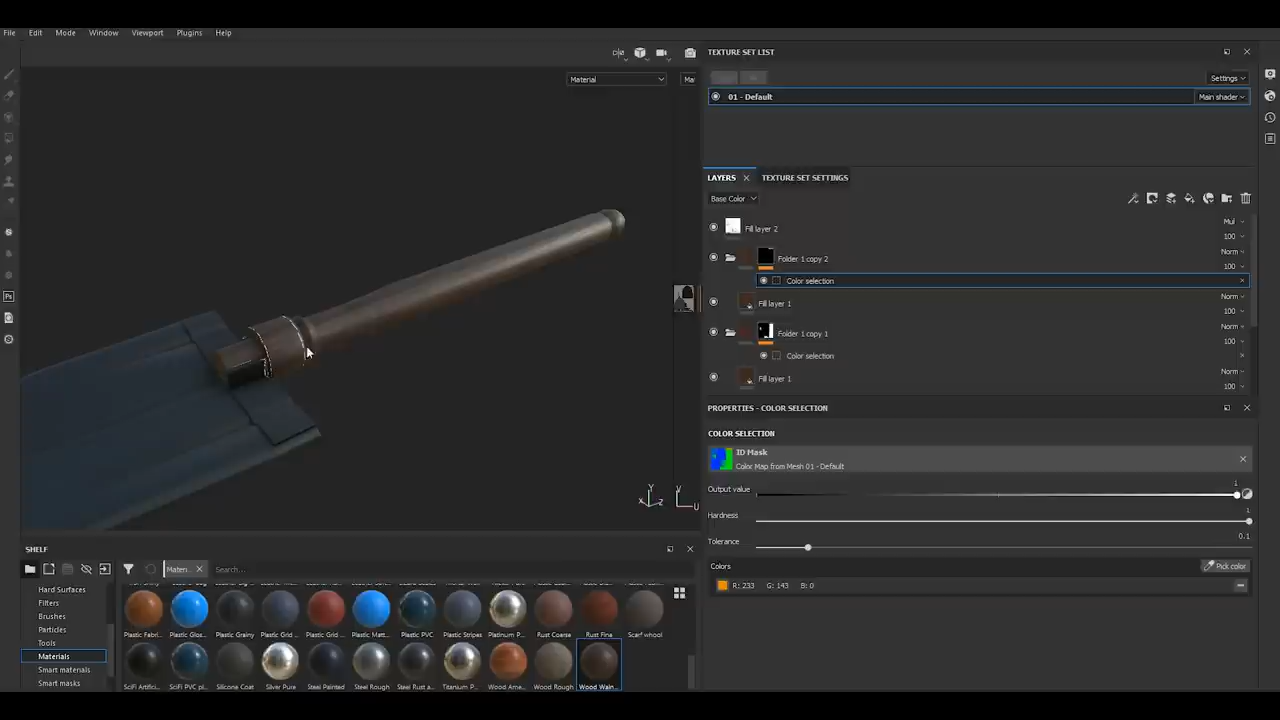 File Edit Mode Window Viewport Plugins Help
TEXTURE SET LIST
Material
Settings
01 - Default
Main shader
LAYERS
TEXTURE SET SETTINGS
Base Color
Fill layer 2
Mul
100
Folder 1 copy 2
Norm
100
Color selection
Fill layer 1
Norm
100
Folder 1 copy 1
Norm
100
Color selection
Fill layer 1
Norm
100
PROPERTIES - COLOR SELECTION
COLOR SELECTION
ID Mask
Color Map from Mesh 01 - Default
Output value
1
Hardness
1
Tolerance
0.1
Colors
Pick color
R: 233 G: 143 B: 0
Y
X
Z
V
U
SHELF
Materi...
Search...
Hard Surfaces
Filters
Brushes
Particles
Tools
Materials
Smart materials
Smart masks
Plastic Fabri... Plastic Glos... Plastic Grainy Plastic Grid ... Plastic Grid ... Plastic Matt... Plastic PVC Plastic Stripes Platinum P... Rust Coarse Rust Fine Scarf whool
SciFi Artifici... SciFi PVC pl... Silicone Coat Silver Pure Steel Painted Steel Rough Steel Rust a... Steel Ru... Titanium P... Wood Ame... Wood Rough Wood Waln...